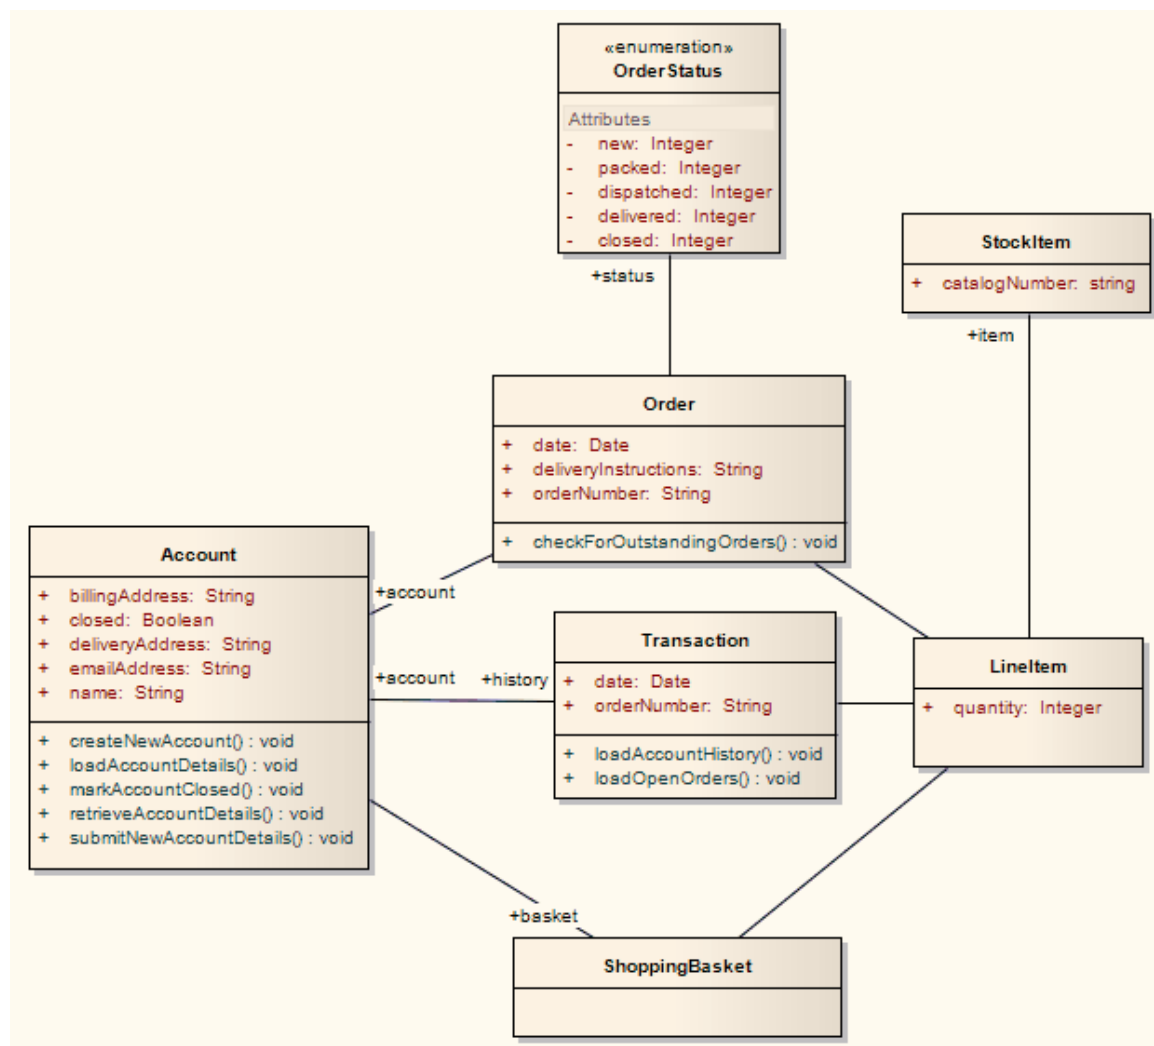 «enumeration»
OrderStatus
Attributes
- new: Integer
- packed: Integer
- dispatched: Integer
- delivered: Integer
- closed: Integer
+status
StockItem
+ catalogNumber: string
+item
Order
+ date: Date
+ deliveryInstructions: String
+ orderNumber: String
+ checkForOutstandingOrders() : void
Account
+ billingAddress: String
+ closed: Boolean
+ deliveryAddress: String
+ emailAddress: String
+ name: String
+ createNewAccount() : void
+ loadAccountDetails() : void
+ markAccountClosed() : void
+ retrieveAccountDetails() : void
+ submitNewAccountDetails() : void
+account
+account
+history
Transaction
+ date: Date
+ orderNumber: String
+ loadAccountHistory() : void
+ loadOpenOrders() : void
LineItem
+ quantity: Integer
+basket
ShoppingBasket